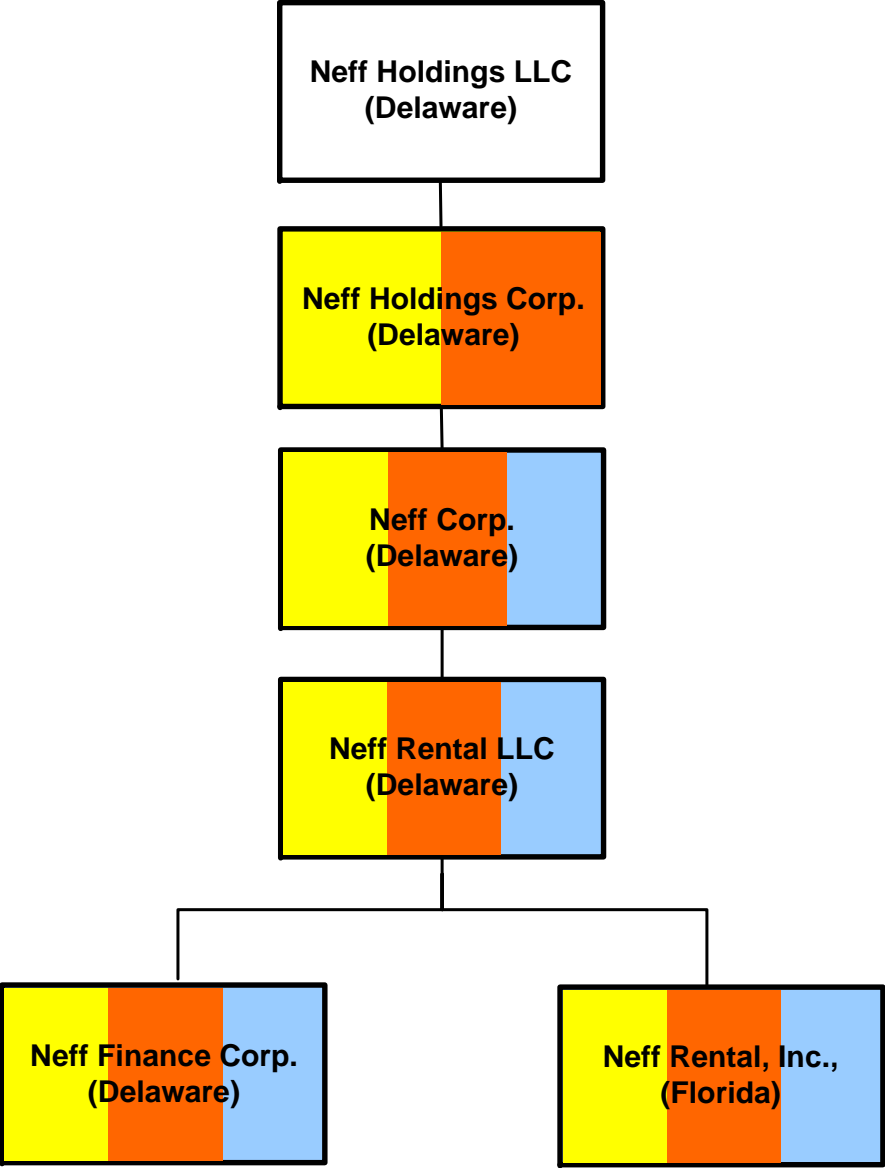 Neff Holdings LLC
(Delaware)
Neff Holdings Corp.
(Delaware)
Neff Corp.
(Delaware)
Neff Rental LLC
(Delaware)
Neff Finance Corp.
(Delaware)
Neff Rental, Inc.,
(Florida)